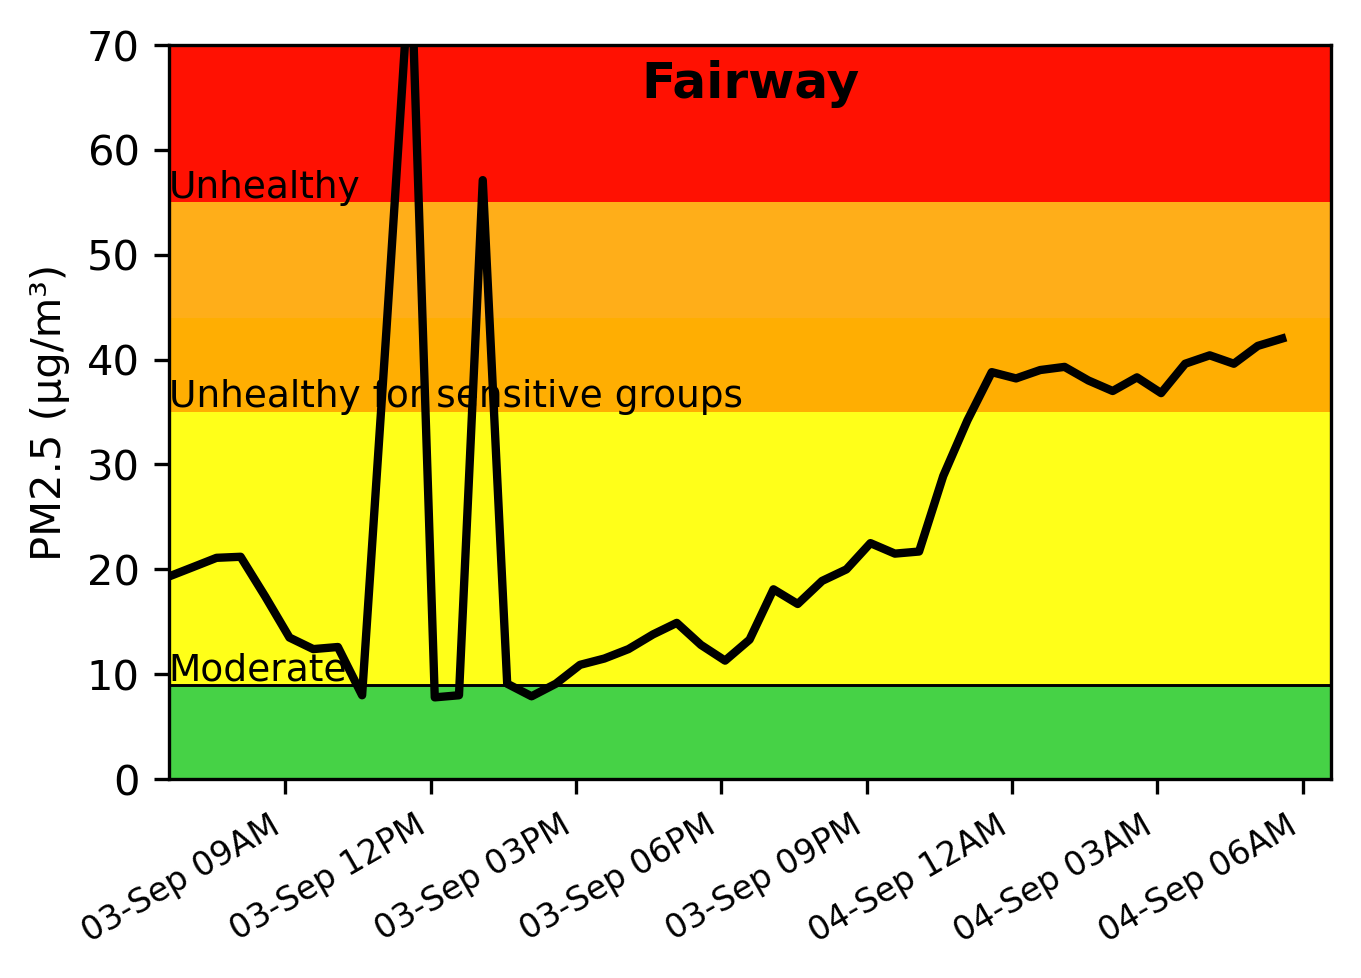 Fairway
PM2.5 (µg/m³)
70
60
50
40
30
20
10
0
Unhealthy
Unhealthy for sensitive groups
Moderate
03-Sep 09AM
03-Sep 12PM
03-Sep 03PM
03-Sep 06PM
03-Sep 09PM
04-Sep 12AM
04-Sep 03AM
04-Sep 06AM